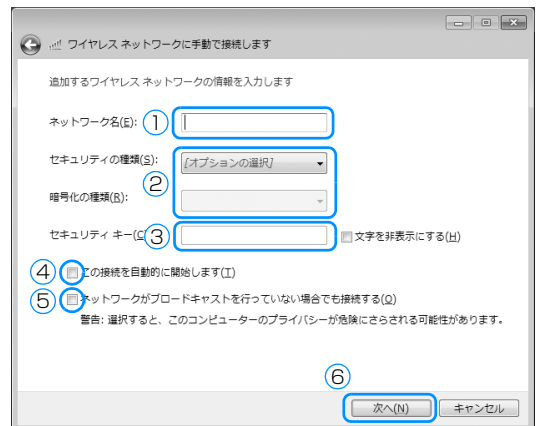 ワイヤレス ネットワークに手動で接続します
追加するワイヤレス ネットワークの情報を入力します
ネットワーク名(E): ①
セキュリティの種類(S): [オプションの選択]
②
暗号化の種類(R):
セキュリティ キー(C ③ 文字を非表示にする(H)
④ この接続を自動的に開始します(T)
⑤ ネットワークがブロードキャストを行っていない場合でも接続する(O)
警告: 選択すると、このコンピューターのプライバシーが危険にさらされる可能性があります。
⑥
次へ(N) キャンセル